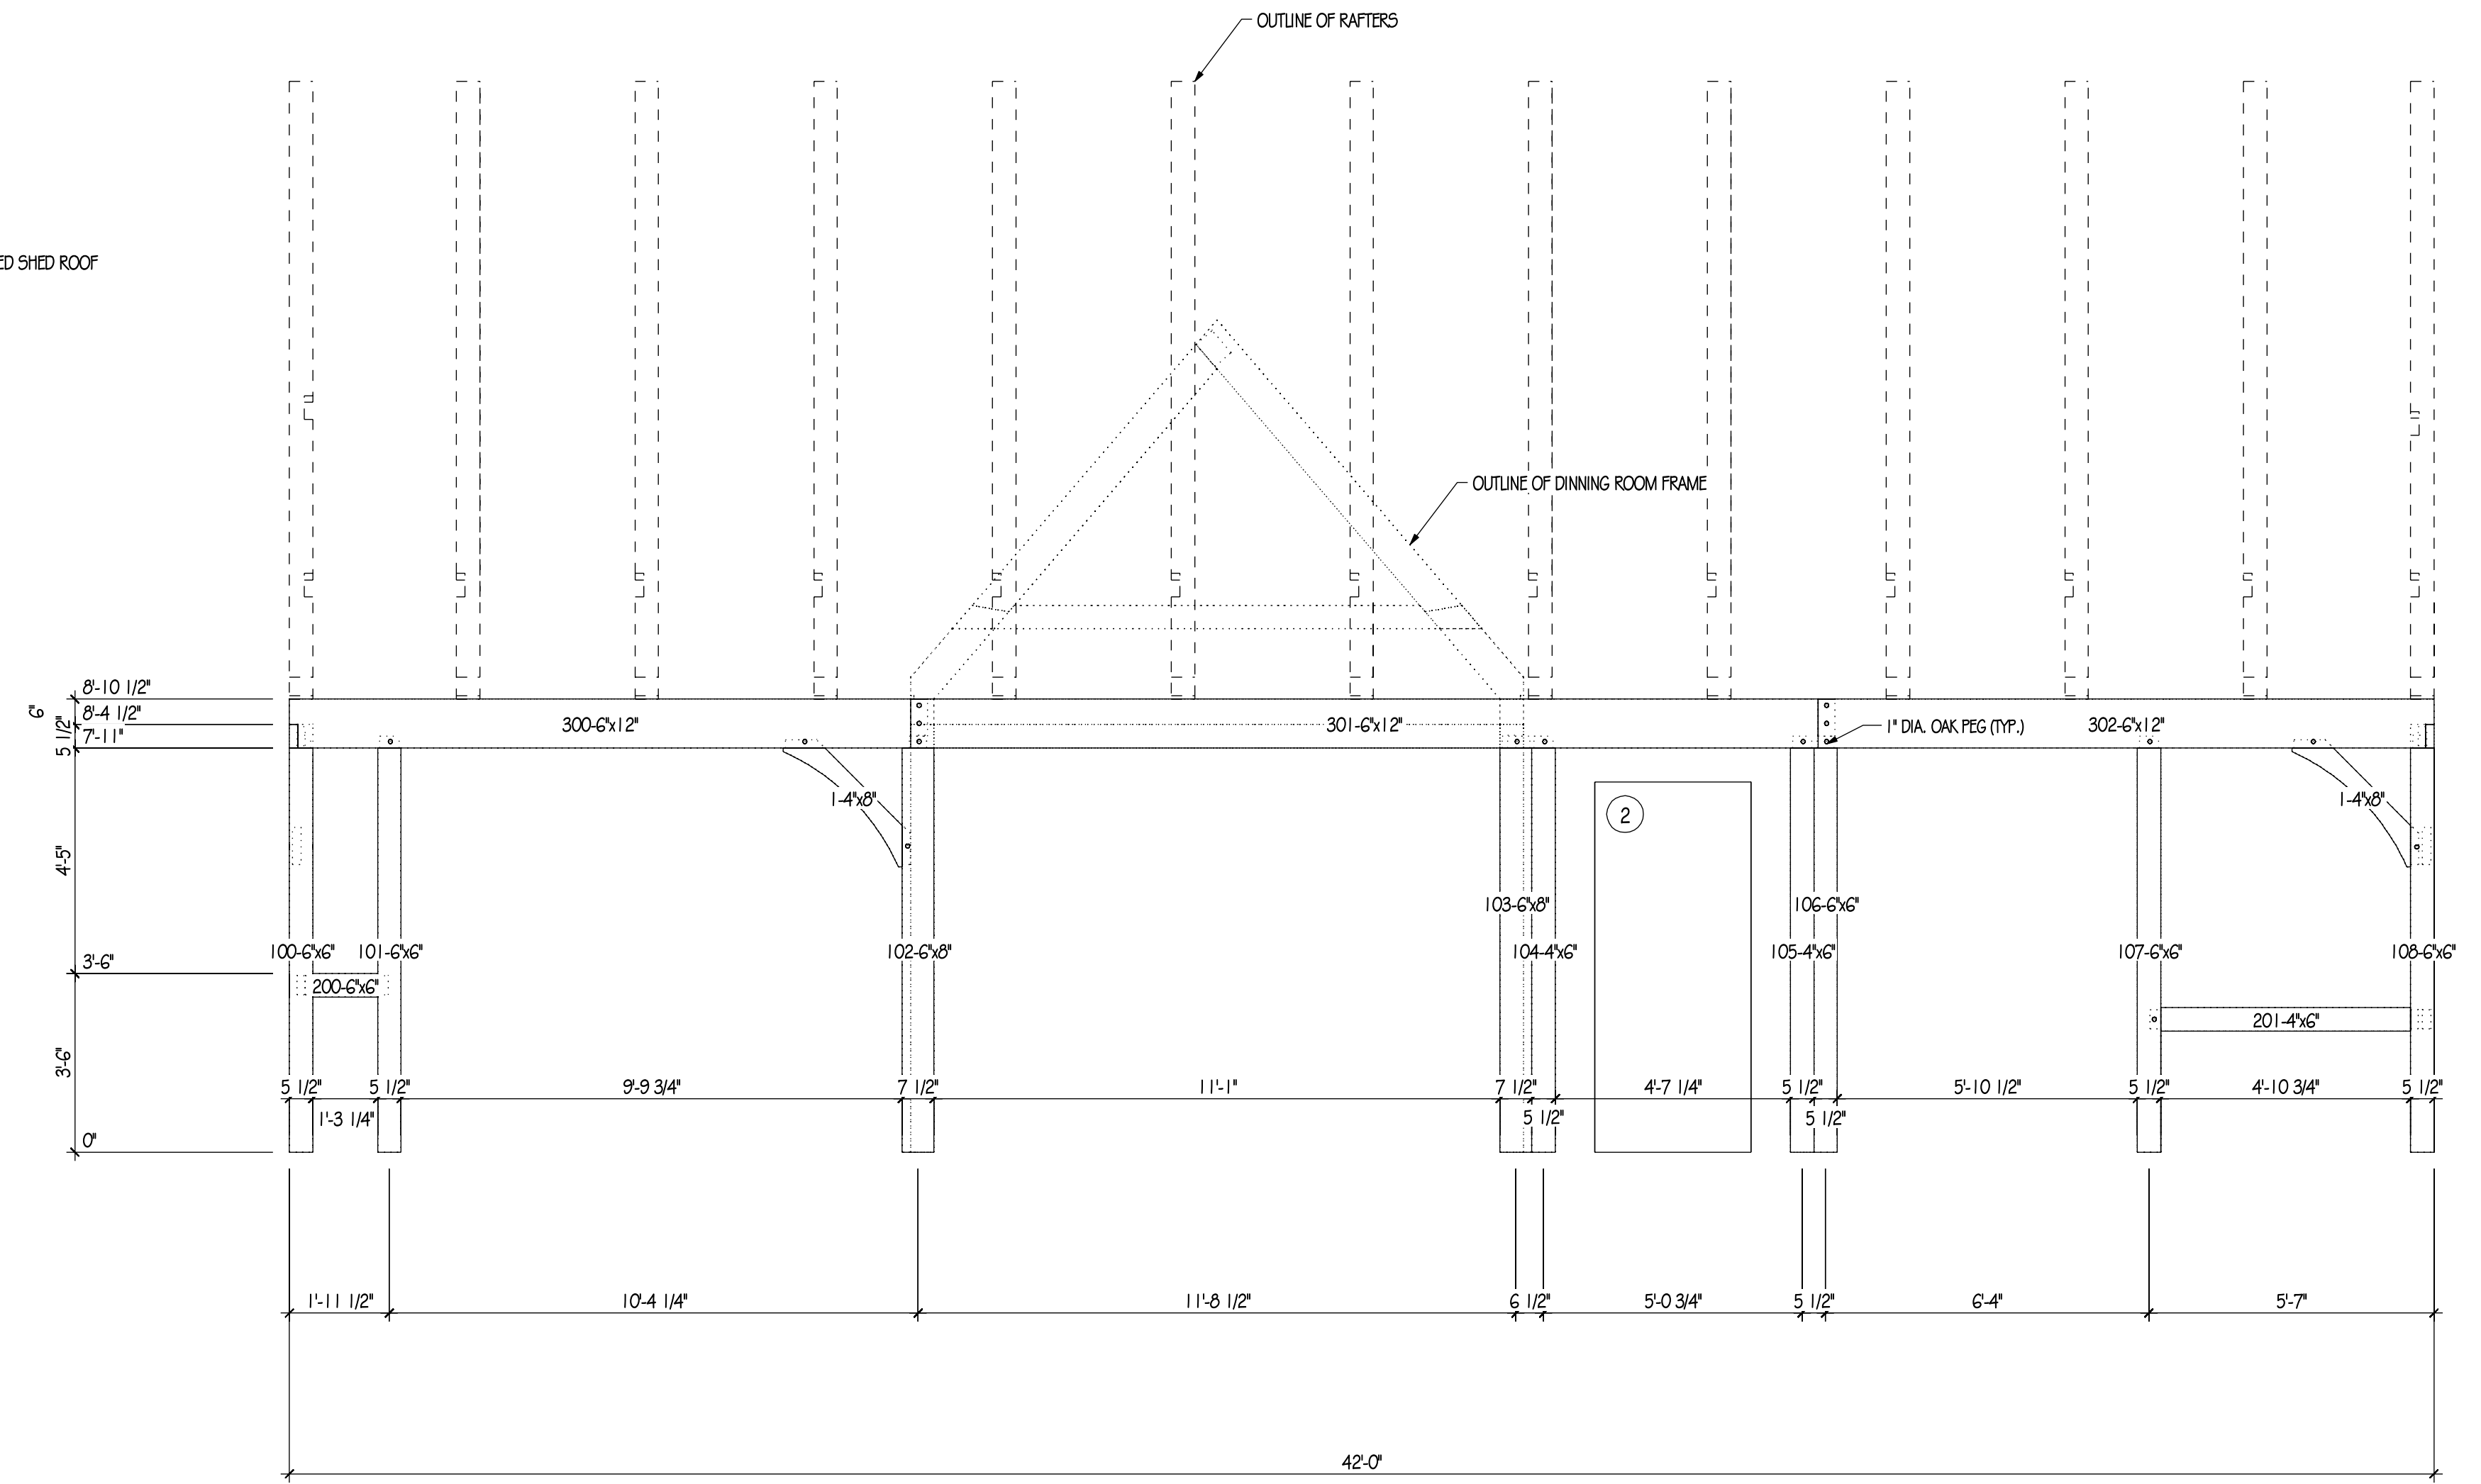 OUTLINE OF RAFTERS
ED SHED ROOF
OUTLINE OF DINNING ROOM FRAME
8'-10 1/2"
6"
8'-4 1/2"
5 1/2"
7'-11"
300-6"x12"
301-6"x12"
1" DIA. OAK PEG (TYP.)
302-6"x12"
1-4"x8"
1-4"x8"
2
4'-5"
103-6"x8"
106-6"x6"
100-6"x6"
101-6"x6"
102-6"x8"
104-4"x6"
105-4"x6"
107-6"x6"
108-6"x6"
3'-6"
200-6"x6"
201-4"x6"
3'-6"
5 1/2"
5 1/2"
9'-9 3/4"
7 1/2"
11'-1"
7 1/2"
4'-7 1/4"
5 1/2"
5'-10 1/2"
5 1/2"
4'-10 3/4"
5 1/2"
1'-3 1/4"
5 1/2"
5 1/2"
0"
1'-11 1/2"
10'-4 1/4"
11'-8 1/2"
6 1/2"
5'-0 3/4"
5 1/2"
6'-4"
5'-7"
42'-0"